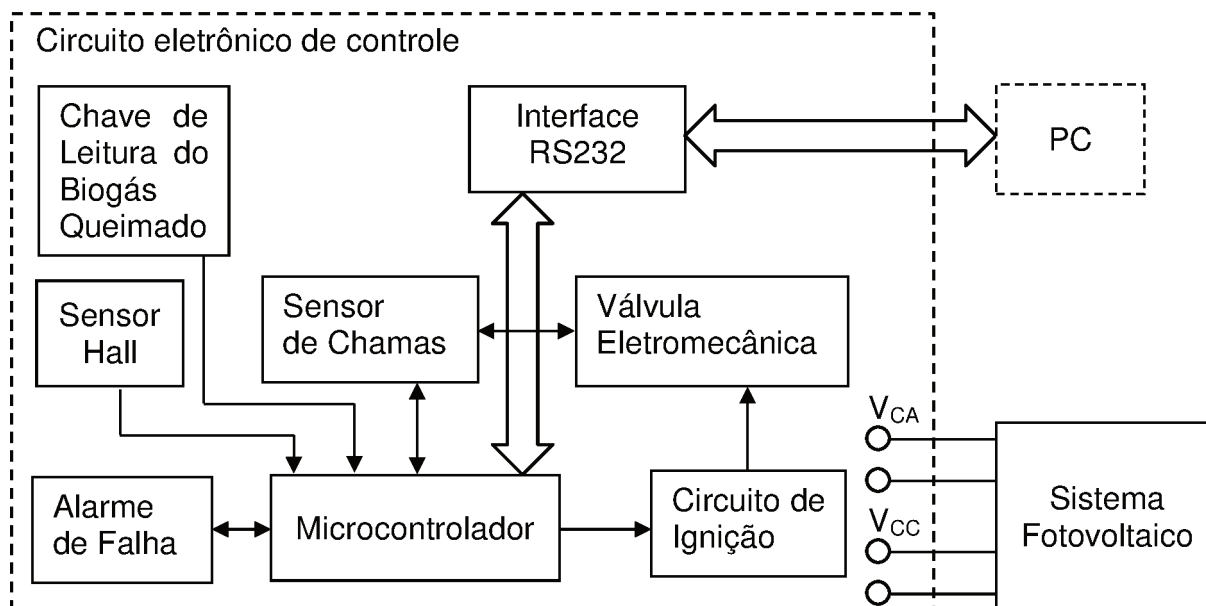 Circuito eletrônico de controle
Chave de
Leitura do
Biogás
Queimado
Interface
RS232
PC
Sensor
Hall
Sensor
de Chamas
Válvula
Eletromecânica
Alarme
de Falha
Microcontrolador
Circuito de
Ignição
VCA
VCC
Sistema
Fotovoltaico